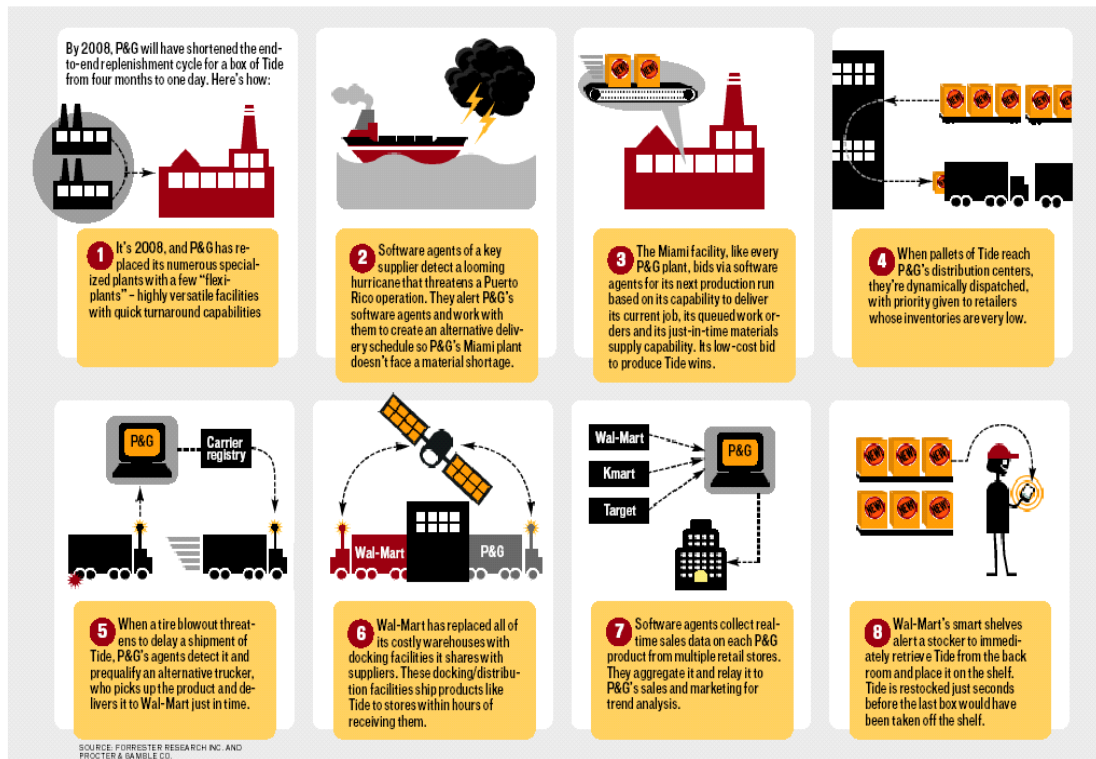 By 2008, P&G will have shortened the end-
to-end replenishment cycle for a box of Tide
from four months to one day. Here's how:
1 It's 2008, and P&G has re-
placed its numerous special-
ized plants with a few "flexi-
plants" – highly versatile facilities
with quick turnaround capabilities
2 Software agents of a key
supplier detect a looming
hurricane that threatens a Puerto
Rico operation. They alert P&G's
software agents and work with
them to create an alternative deliv-
ery schedule so P&G's Miami plant
doesn't face a material shortage.
NEW! NEW!
3 The Miami facility, like every
P&G plant, bids via software
agents for its next production run
based on its capability to deliver
its current job, its queued work or-
ders and its just-in-time materials
supply capability. Its low-cost bid
to produce Tide wins.
NEW! NEW! NEW! NEW! NEW!
NEW!
4 When pallets of Tide reach
P&G's distribution centers,
they're dynamically dispatched,
with priority given to retailers
whose inventories are very low.
P&G
Carrier
registry
5 When a tire blowout threat-
ens to delay a shipment of
Tide, P&G's agents detect it and
prequalify an alternative trucker,
who picks up the product and de-
livers it to Wal-Mart just in time.
Wal-Mart P&G
6 Wal-Mart has replaced all of
its costly warehouses with
docking facilities it shares with
suppliers. These docking/distribu-
tion facilities ship products like
Tide to stores within hours of
receiving them.
Wal-Mart
Kmart
Target
P&G
7 Software agents collect real-
time sales data on each P&G
product from multiple retail stores.
They aggregate it and relay it to
P&G's sales and marketing for
trend analysis.
NEW! NEW! NEW!
NEW! NEW! NEW!
8 Wal-Mart's smart shelves
alert a stocker to immedi-
ately retrieve Tide from the back
room and place it on the shelf.
Tide is restocked just seconds
before the last box would have
been taken off the shelf.
SOURCE: FORRESTER RESEARCH INC. AND
PROCTER & GAMBLE CO.